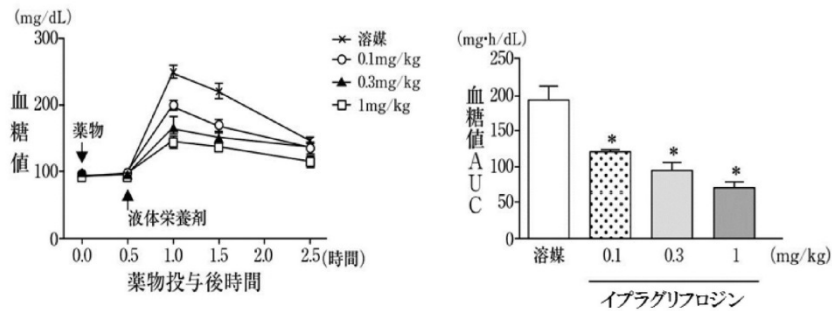 (mg/dL)
300
200
100
0
血糖値
薬物
液体栄養剤
0.0 0.5 1.0 1.5 2.0 2.5(時間)
薬物投与後時間
溶媒
0.1mg/kg
0.3mg/kg
1mg/kg
(mg·h/dL)
250
200
150
100
50
0
血糖値AUC
* * *
溶媒 0.1 0.3 1 (mg/kg)
イプラグリフロジン